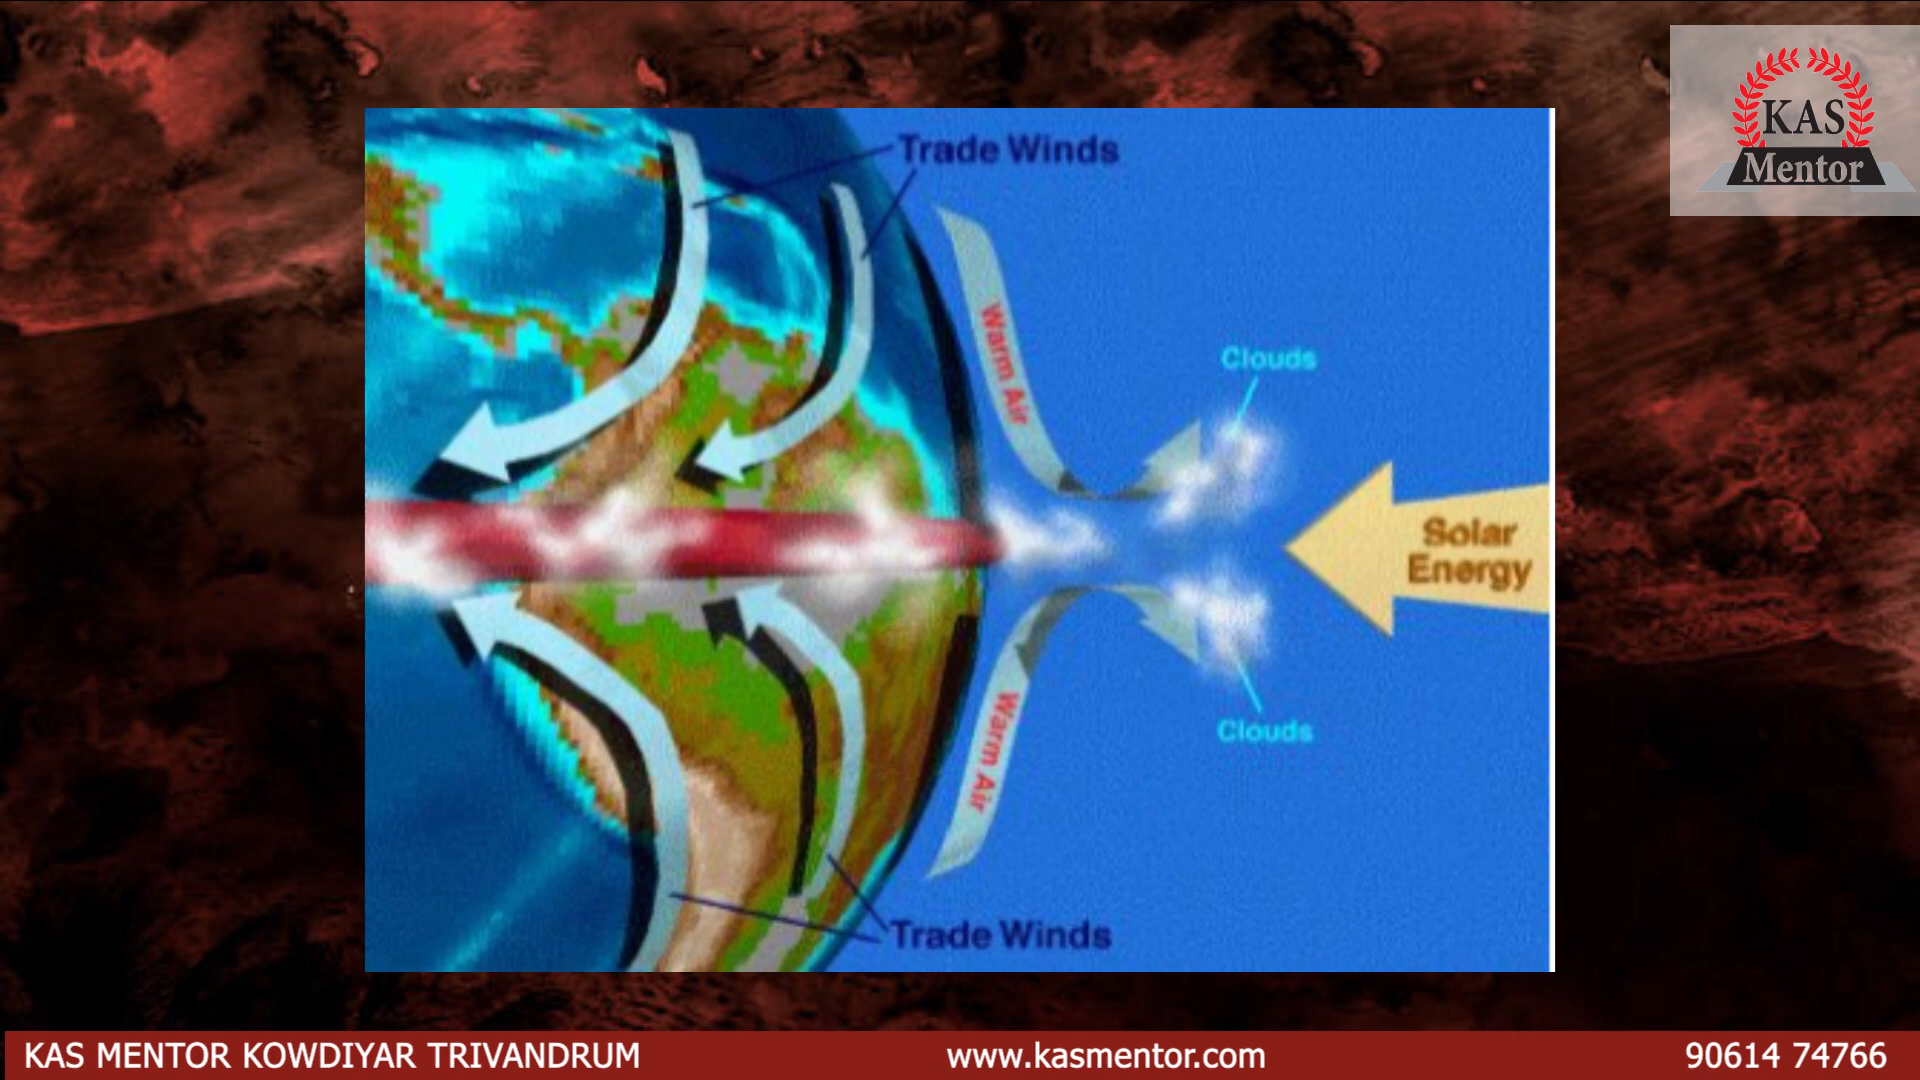 KAS
Mentor
Trade Winds
Warm Air
Clouds
Solar
Energy
Warm Air
Clouds
Trade Winds
KAS MENTOR KOWDIYAR TRIVANDRUM
www.kasmentor.com
90614 74766